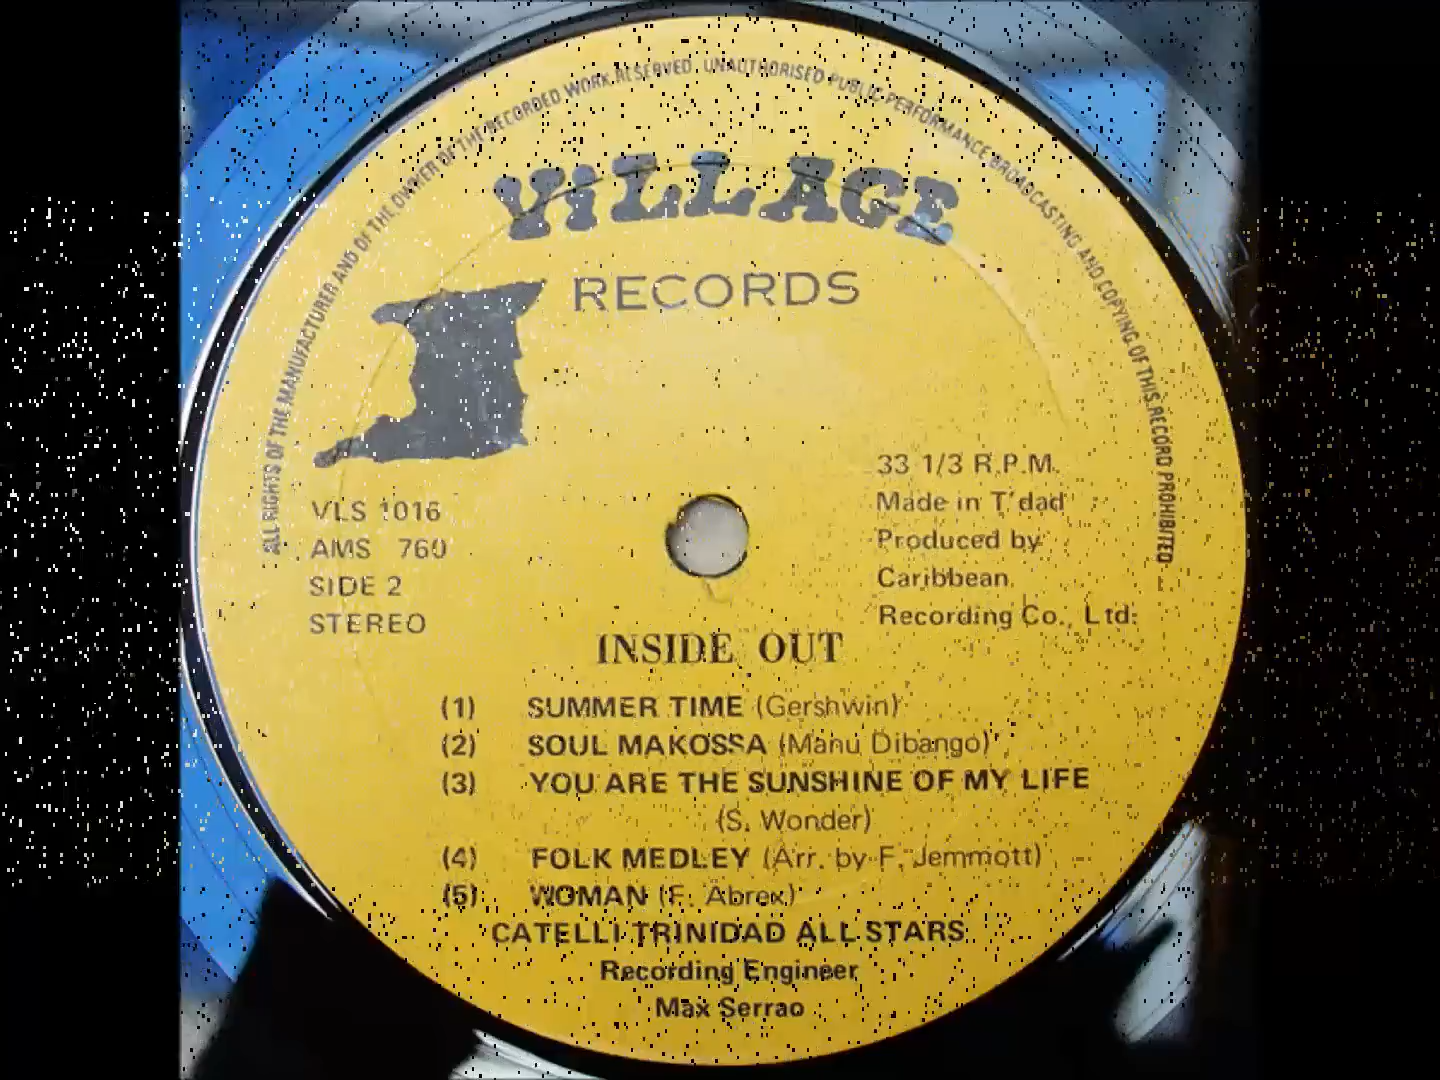 ALL RIGHTS OF THE MANUFACTURER AND OF THE OWNER OF THE RECORDED WORK RESERVED. UNAUTHORISED PUBLIC PERFORMANCE BROADCASTING AND COPYING OF THIS RECORD PROHIBITED
ViLLAGE
RECORDS
VLS 1016
AMS 760
SIDE 2
STEREO
33 1/3 R.P.M.
Made in T'dad
Produced by
Caribbean
Recording Co., Ltd.
INSIDE OUT
(1) SUMMER TIME (Gershwin)
(2) SOUL MAKOSSA (Manu Dibango)
(3) YOU ARE THE SUNSHINE OF MY LIFE
(S. Wonder)
(4) FOLK MEDLEY (Arr. by F. Jemmott)
(5) WOMAN (F. Abrex)
CATELLI TRINIDAD ALL STARS
Recording Engineer
Max Serrao